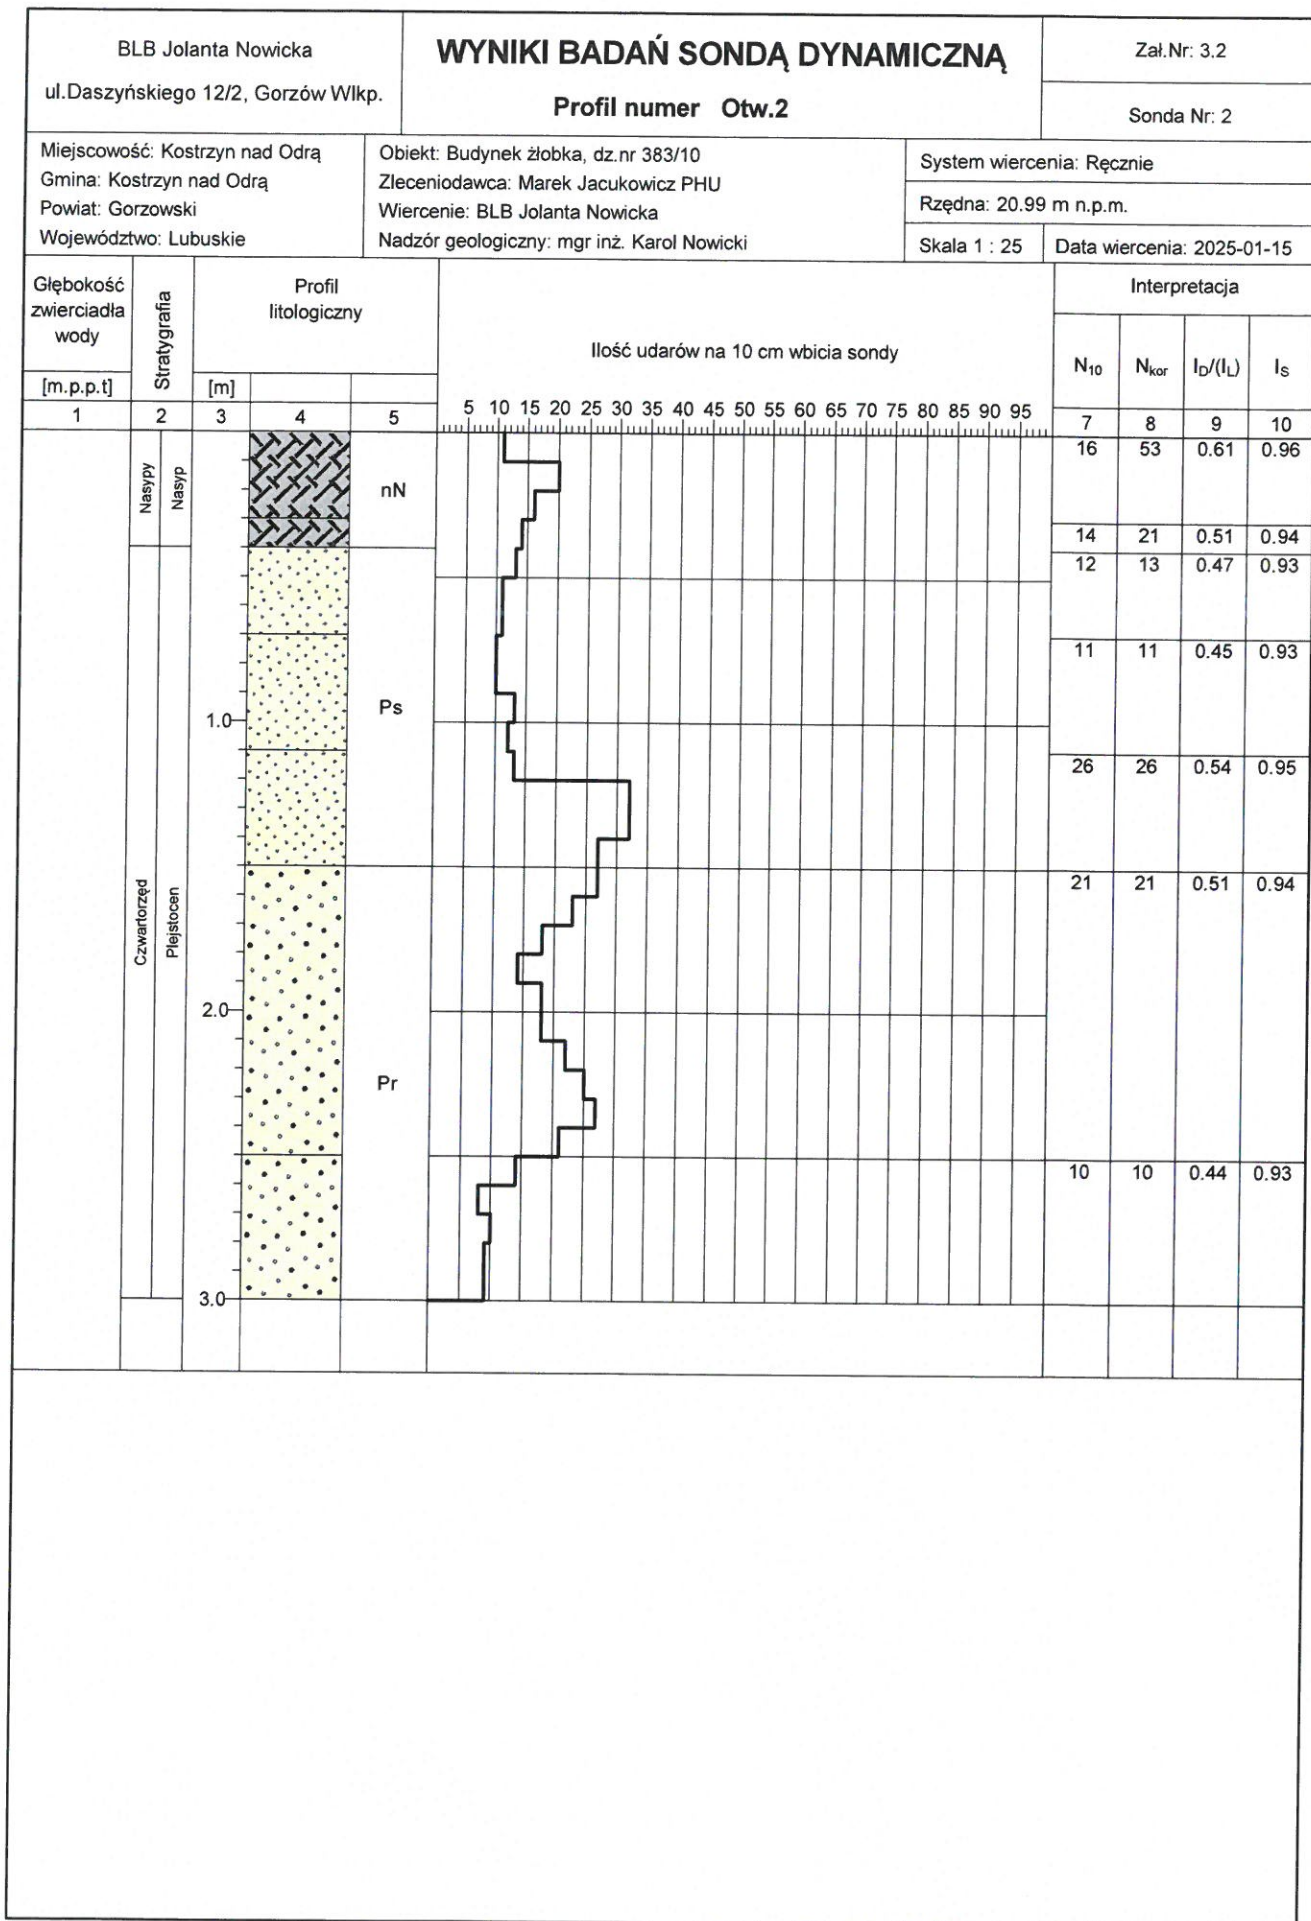 BLB Jolanta Nowicka
ul.Daszyńskiego 12/2, Gorzów Wlkp.
WYNIKI BADAŃ SONDĄ DYNAMICZNĄ
Profil numer Otw.2
Zał.Nr: 3.2
Sonda Nr: 2
Miejscowość: Kostrzyn nad Odrą
Gmina: Kostrzyn nad Odrą
Powiat: Gorzowski
Województwo: Lubuskie
Obiekt: Budynek żłobka, dz.nr 383/10
Zleceniodawca: Marek Jacukowicz PHU
Wiercenie: BLB Jolanta Nowicka
Nadzór geologiczny: mgr inż. Karol Nowicki
System wiercenia: Ręcznie
Rzędna: 20.99 m n.p.m.
Skala 1 : 25
Data wiercenia: 2025-01-15
Głębokość
zwierciadła
wody
[m.p.p.t]
Stratygrafia
Profil
litologiczny
[m]
Ilość udarów na 10 cm wbicia sondy
5 10 15 20 25 30 35 40 45 50 55 60 65 70 75 80 85 90 95
Interpretacja
N10 Nkor ID/(IL) IS
1 2 3 4 5 7 8 9 10
Nasypy
Nasyp
nN
16 53 0.61 0.96
14 21 0.51 0.94
12 13 0.47 0.93
11 11 0.45 0.93
Ps
1.0
26 26 0.54 0.95
21 21 0.51 0.94
Czwartorzęd
Plejstocen
2.0
Pr
10 10 0.44 0.93
3.0